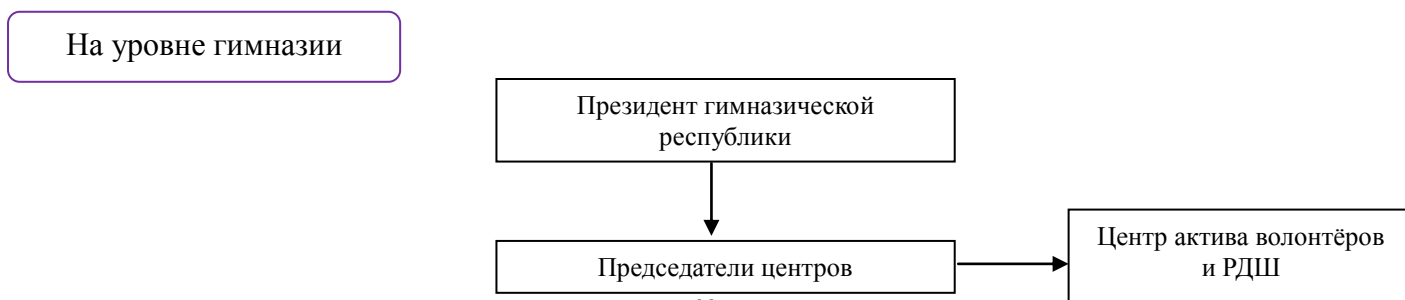 На уровне гимназии
Президент гимназической
республики
Центр актива волонтёров
и РДШ
Председатели центров